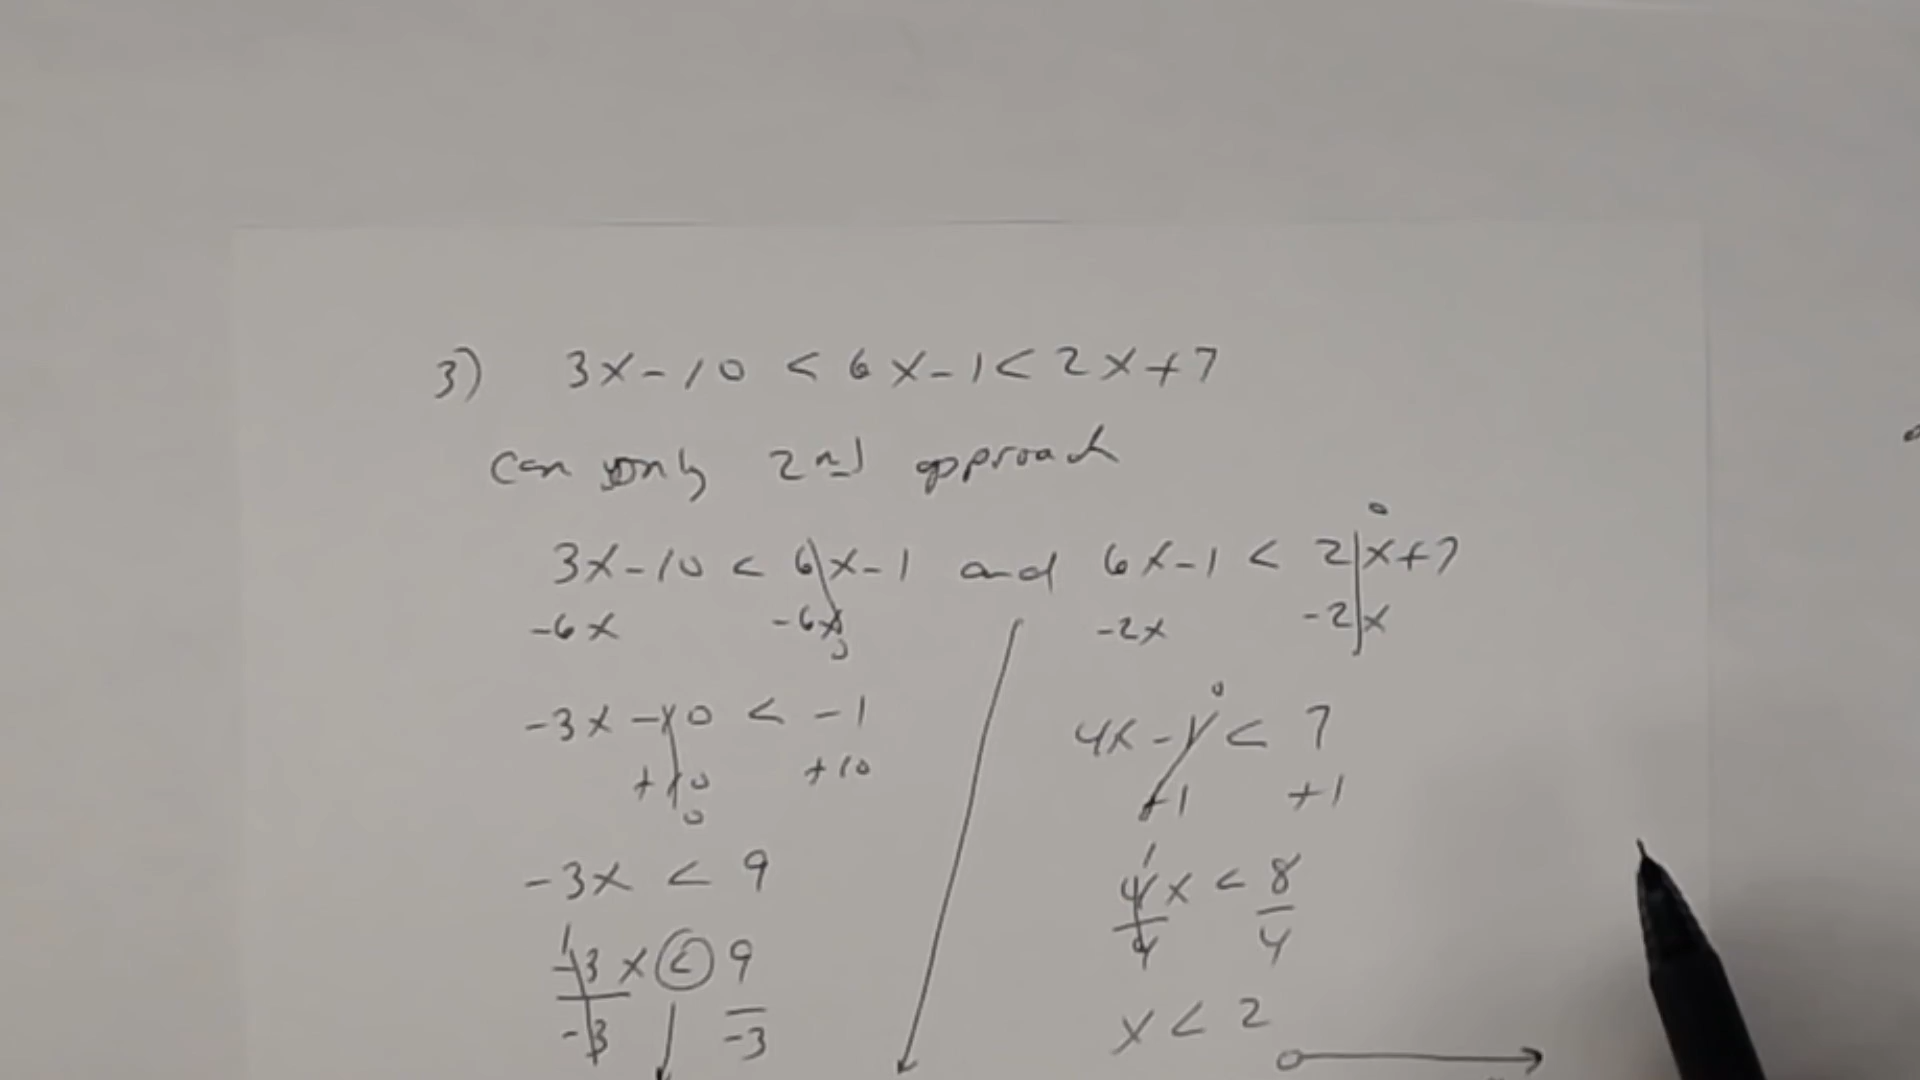 3) 3x-10 < 6x-1 < 2x+7
can only 2nd approach
3x-10 < 6x-1 and 6x-1 < 2x+7
-6x -6x -2x -2x
-3x-10 < -1 4x-1 < 7
+10 +10 +1 +1
-3x < 9 4x < 8
4 4
-3x < 9
-3 -3
x < 2